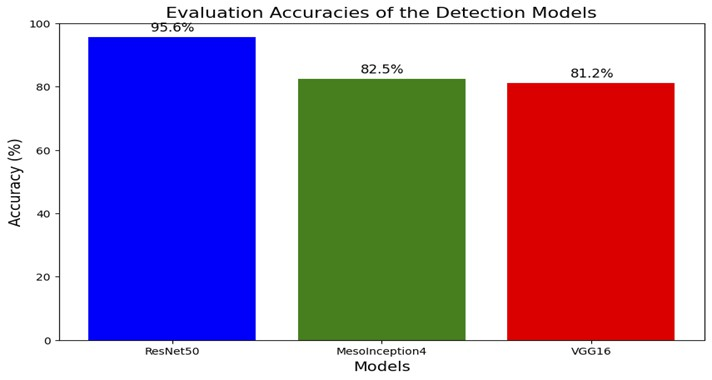 Evaluation Accuracies of the Detection Models
95.6%
82.5%
81.2%
100
80
60
40
20
0
Accuracy (%)
ResNet50
MesoInception4
VGG16
Models